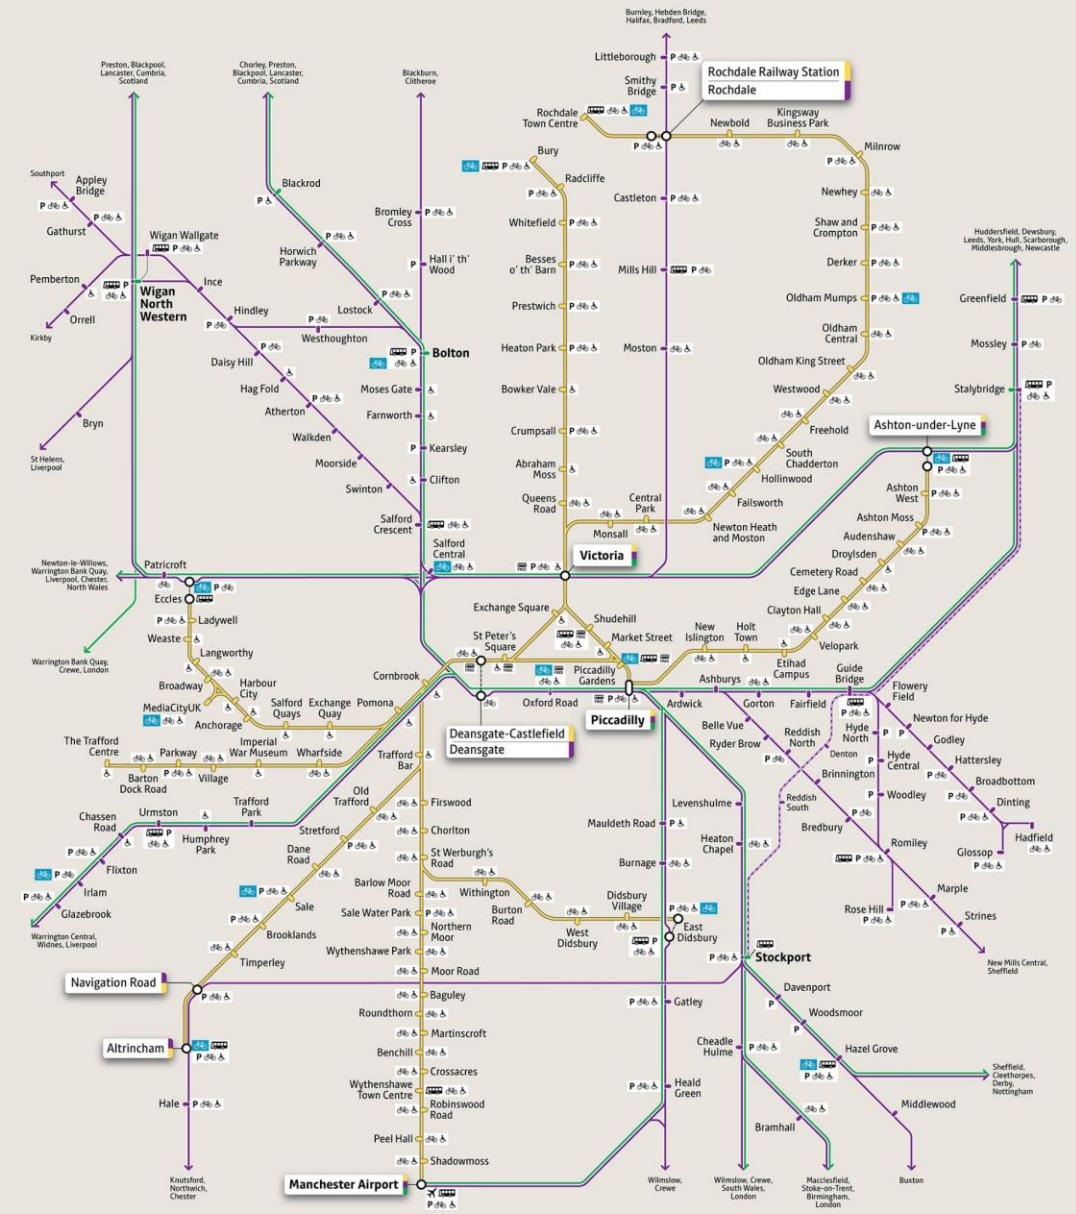 Burnley, Hebden Bridge,
Halifax, Bradford, Leeds
Preston, Blackpool,
Lancaster, Cumbria,
Scotland
Chorley, Preston,
Blackpool, Lancaster,
Cumbria, Scotland
Blackburn,
Clitheroe
Littleborough
Smithy
Bridge
Rochdale Railway Station
Rochdale
Rochdale
Town Centre
Newbold
Kingsway
Business Park
Milnrow
Newhey
Shaw and
Crompton
Derker
Oldham Mumps
Oldham
Central
Oldham King Street
Westwood
Freehold
South
Chadderton
Hollinwood
Failsworth
Newton Heath
and Moston
Central
Park
Monsall
Bury
Radcliffe
Whitefield
Besses
o' th' Barn
Prestwich
Heaton Park
Bowker Vale
Crumpsall
Abraham
Moss
Queens
Road
Castleton
Mills Hill
Moston
Huddersfield, Dewsbury,
Leeds, York, Hull, Scarborough,
Middlesbrough, Newcastle
Greenfield
Mossley
Stalybridge
Ashton-under-Lyne
Ashton
West
Ashton Moss
Audenshaw
Droylsden
Cemetery Road
Edge Lane
Clayton Hall
Velopark
Etihad
Campus
Holt
Town
New
Islington
Southport
Appley
Bridge
Gathurst
Wigan Wallgate
Pemberton
Orrell
Kirkby
Wigan
North
Western
Ince
Hindley
Westhoughton
Daisy Hill
Hag Fold
Atherton
Walkden
Moorside
Swinton
Bryn
St Helens,
Liverpool
Blackrod
Horwich
Parkway
Lostock
Bromley
Cross
Hall i' th'
Wood
Bolton
Moses Gate
Farnworth
Kearsley
Clifton
Salford
Crescent
Salford
Central
Victoria
Newton-le-Willows,
Warrington Bank Quay,
Liverpool, Chester,
North Wales
Patricroft
Eccles
Ladywell
Weaste
Langworthy
Broadway
Harbour
City
MediaCityUK
Anchorage
Salford
Quays
Exchange
Quay
Pomona
Cornbrook
Warrington Bank Quay,
Crewe, London
Exchange Square
Shudehill
St Peter's
Square
Market Street
Piccadilly
Gardens
FREE
Oxford Road
Piccadilly
Deansgate-Castlefield
Deansgate
Ardwick
Ashburys
Gorton
Fairfield
Guide
Bridge
Flowery
Field
Newton for Hyde
Godley
Hattersley
Broadbottom
Dinting
Hadfield
Glossop
Belle Vue
Ryder Brow
Reddish
North
Denton
Brinnington
Reddish
South
Bredbury
Hyde
North
Hyde
Central
Woodley
Romiley
Rose Hill
Marple
Strines
New Mills Central,
Sheffield
The Trafford
Centre
Barton
Dock Road
Parkway
Village
Imperial
War Museum
Wharfside
Trafford
Bar
Old
Trafford
Stretford
Dane
Road
Sale
Brooklands
Timperley
Navigation Road
Altrincham
Hale
Knutsford,
Northwich,
Chester
Chassen
Road
Urmston
Humphrey
Park
Trafford
Park
Flixton
Irlam
Glazebrook
Warrington Central,
Widnes, Liverpool
Firswood
Chorlton
St Werburgh's
Road
Withington
Burton
Road
West
Didsbury
Didsbury
Village
East
Didsbury
Barlow Moor
Road
Sale Water Park
Northern
Moor
Wythenshawe Park
Moor Road
Baguley
Roundthorn
Martinscroft
Benchill
Crossacres
Wythenshawe
Town Centre
Robinswood
Road
Peel Hall
Shadowmoss
Manchester Airport
Levenshulme
Heaton
Chapel
Mauldeth Road
Burnage
Gatley
Heald
Green
Stockport
Davenport
Woodsmoor
Hazel Grove
Cheadle
Hulme
Bramhall
Middlewood
Sheffield,
Cleethorpes,
Derby,
Nottingham
Wilmslow,
Crewe
Wilmslow, Crewe,
South Wales,
London
Macclesfield,
Stoke-on-Trent,
Birmingham,
London
Buxton